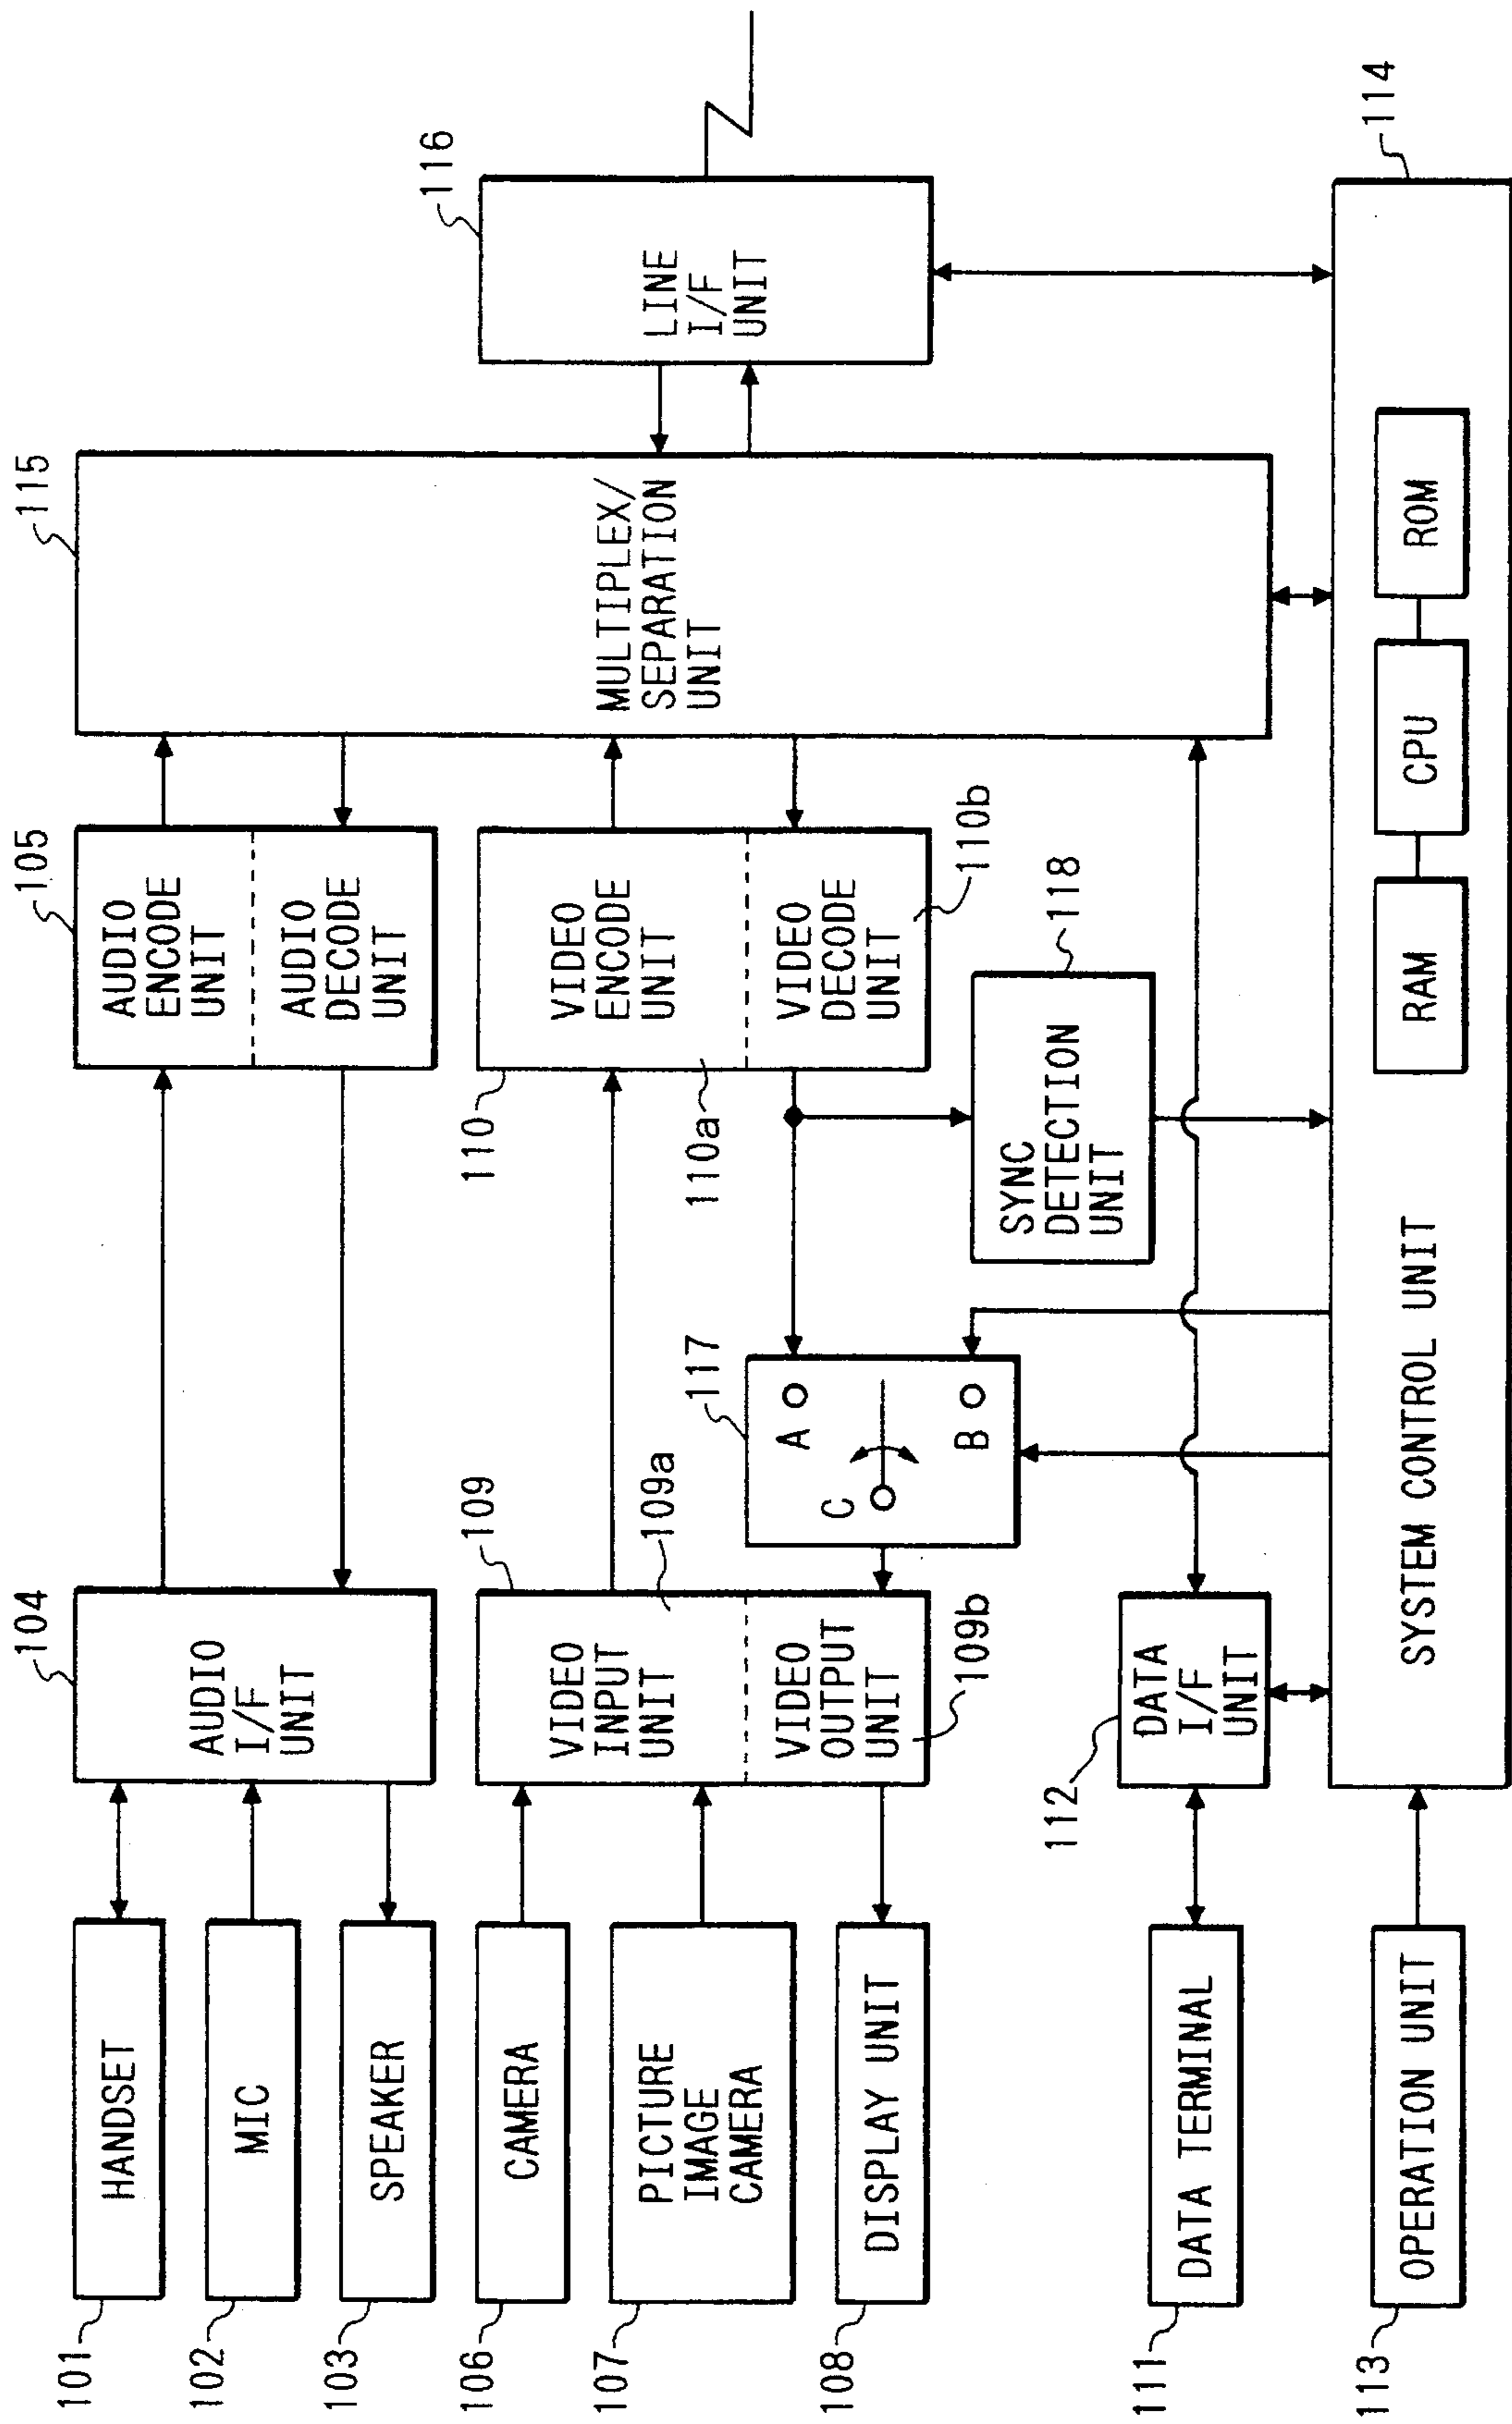 101
HANDSET
102
MIC
103
SPEAKER
104
AUDIO
I/F
UNIT
105
AUDIO
ENCODE
UNIT
AUDIO
DECODE
UNIT
106
CAMERA
107
PICTURE
IMAGE
CAMERA
108
DISPLAY UNIT
109
109a
VIDEO
INPUT
UNIT
VIDEO
OUTPUT
UNIT
109b
110
110a
VIDEO
ENCODE
UNIT
VIDEO
DECODE
UNIT
110b
117
A
C
B
118
SYNC
DETECTION
UNIT
115
MULTIPLEX/
SEPARATION
UNIT
116
LINE
I/F
UNIT
111
DATA TERMINAL
112
DATA
I/F
UNIT
113
OPERATION UNIT
114
SYSTEM CONTROL UNIT
RAM
CPU
ROM